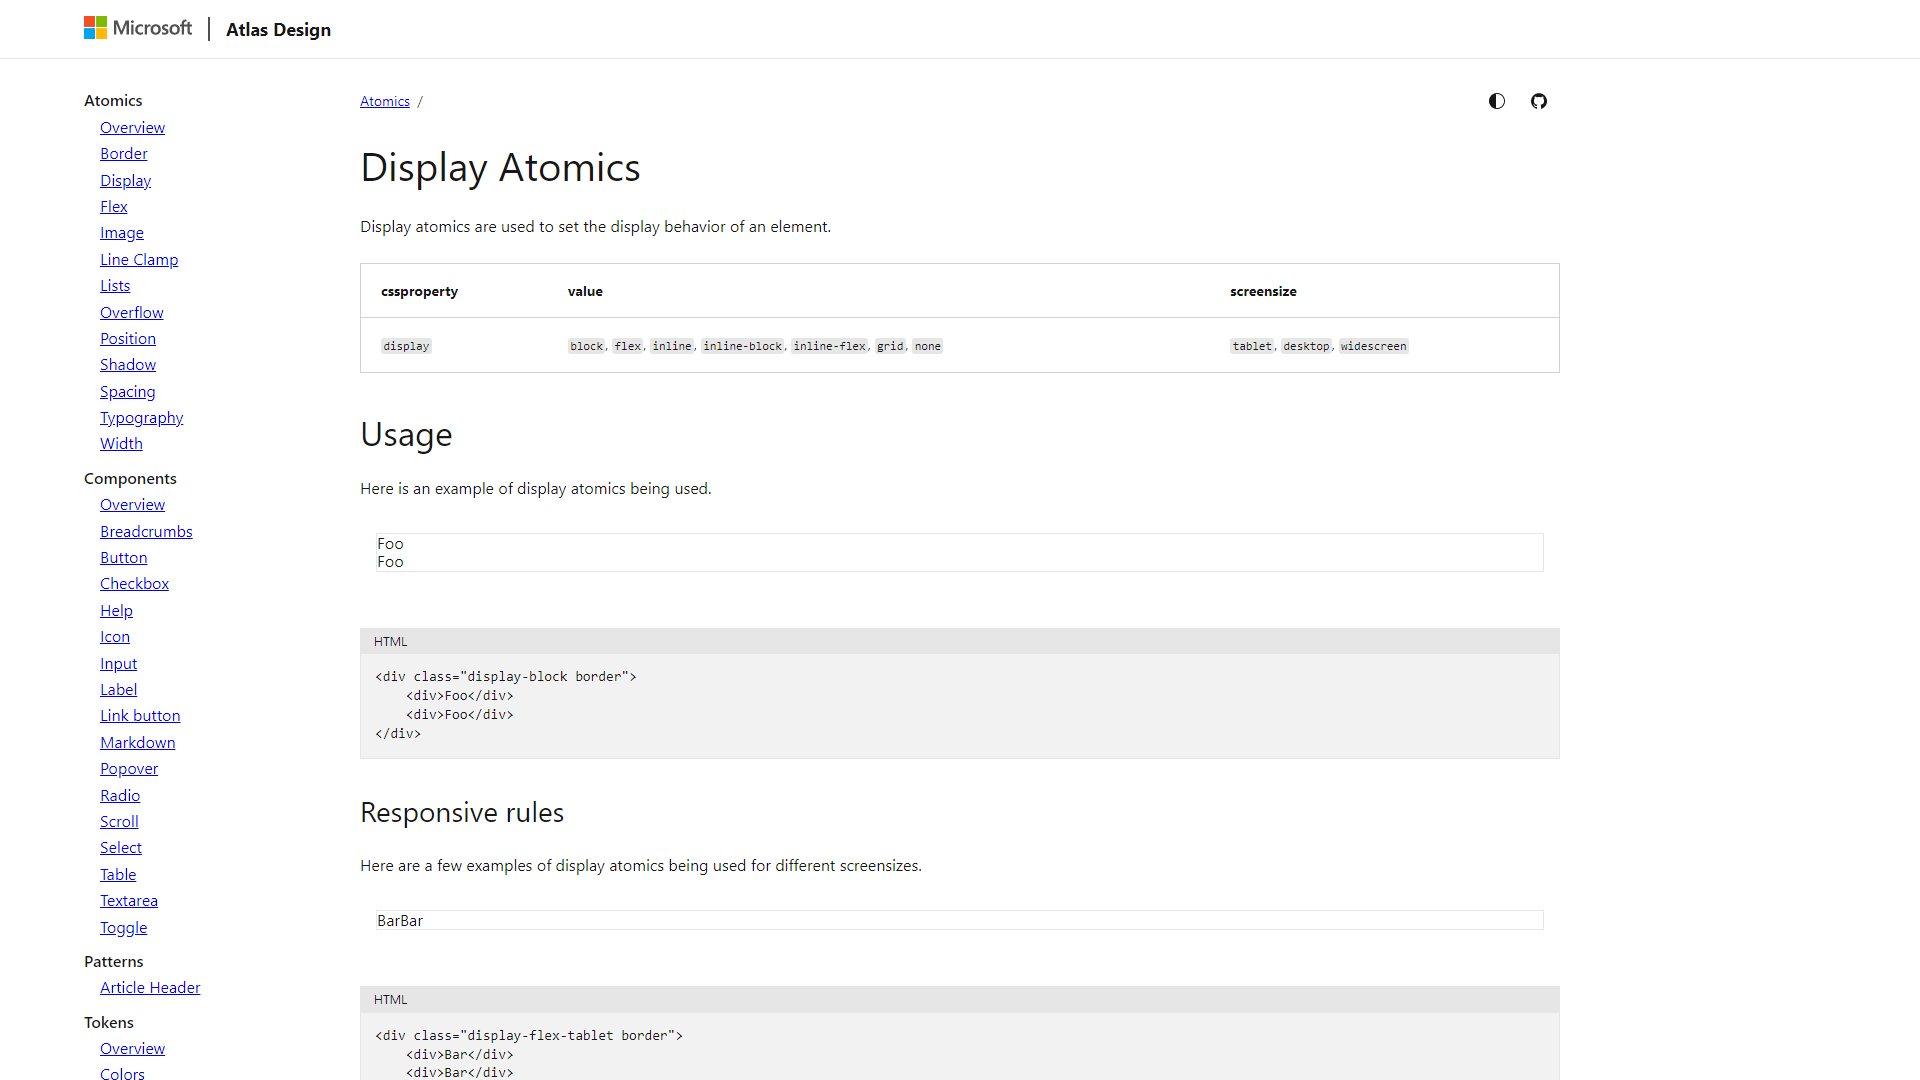 Microsoft
Atlas Design
Atomics
Overview
Border
Display
Flex
Image
Line Clamp
Lists
Overflow
Position
Shadow
Spacing
Typography
Width
Components
Overview
Breadcrumbs
Button
Checkbox
Help
Icon
Input
Label
Link button
Markdown
Popover
Radio
Scroll
Select
Table
Textarea
Toggle
Patterns
Article Header
Tokens
Overview
Colors
Atomics /
Display Atomics
Display atomics are used to set the display behavior of an element.
cssproperty value screensize
display block, flex, inline, inline-block, inline-flex, grid, none tablet, desktop, widescreen
Usage
Here is an example of display atomics being used.
Foo
Foo
HTML
<div class="display-block border">
    <div>Foo</div>
    <div>Foo</div>
</div>
Responsive rules
Here are a few examples of display atomics being used for different screensizes.
BarBar
HTML
<div class="display-flex-tablet border">
    <div>Bar</div>
    <div>Bar</div>